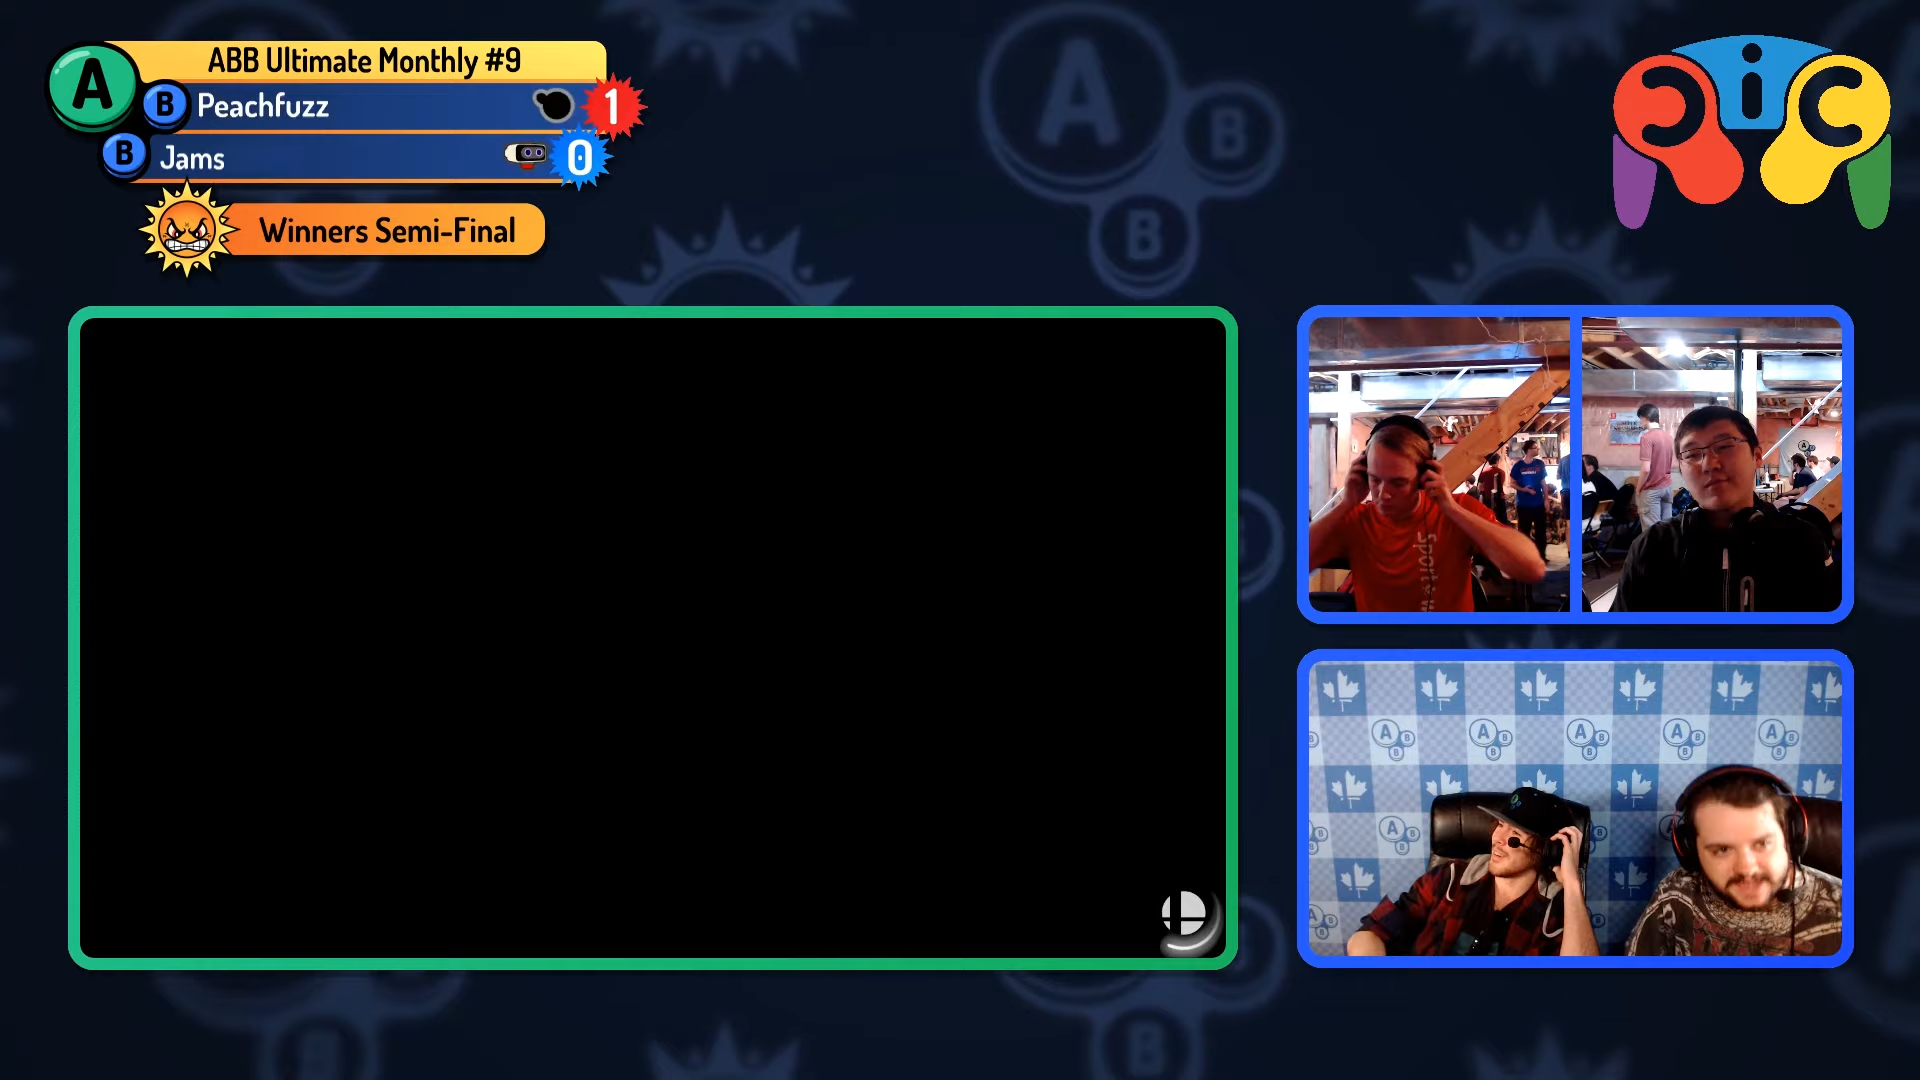 A
ABB Ultimate Monthly #9
B Peachfuzz 1
B Jams 0
Winners Semi-Final